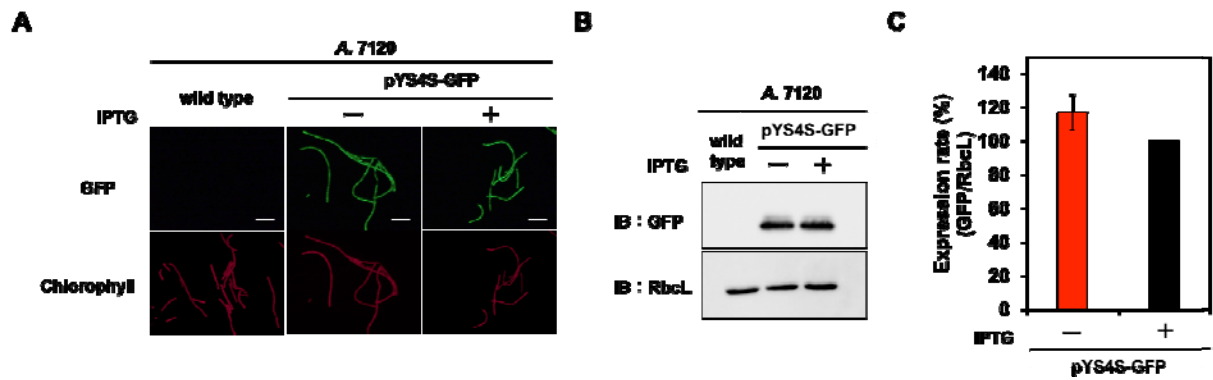 A
A. 7120
wild type
pYS4S-GFP
IPTG
− +
GFP
Chlorophyll
B
A. 7120
wild
type
pYS4S-GFP
IPTG
− +
IB : GFP
IB : RbcL
C
Expression rate (%)
(GFP/RbcL)
140
120
100
80
60
40
20
0
IPTG
− +
pYS4S-GFP